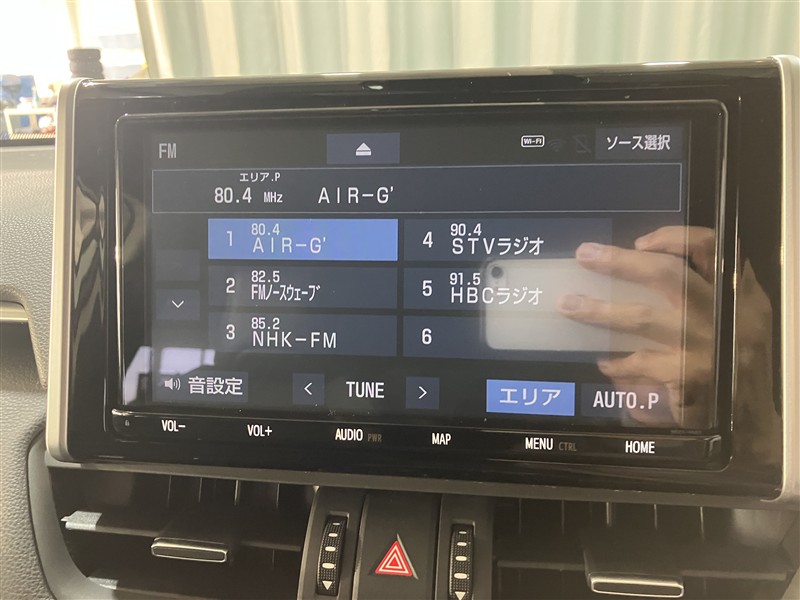 FM
Wi-Fi
ソース選択
エリア.P
80.4 MHz AIR-G'
1 80.4 AIR-G'
4 90.4 STVラジオ
2 82.5 FMノースウェーブ
5 91.5 HBCラジオ
3 85.2 NHK-FM
6
音設定
TUNE
エリア
AUTO.P
VOL-
VOL+
AUDIO PWR
MAP
MENU CTRL
HOME